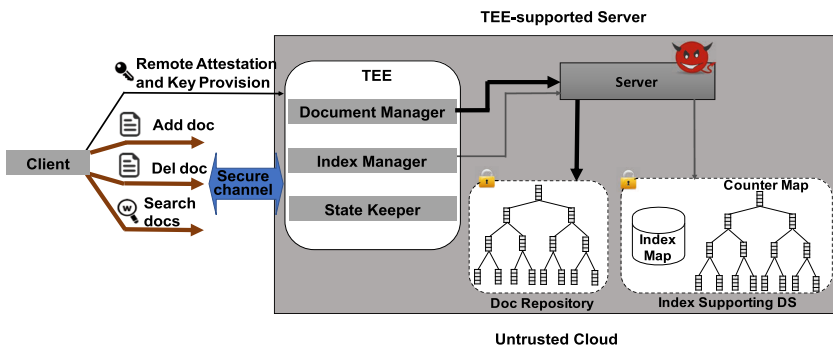 TEE-supported Server
Remote Attestation
and Key Provision
TEE
Server
Document Manager
Add doc
Client
Del doc
Secure
channel
Index Manager
Search
docs
State Keeper
Counter Map
Index
Map
Doc Repository
Index Supporting DS
Untrusted Cloud
w